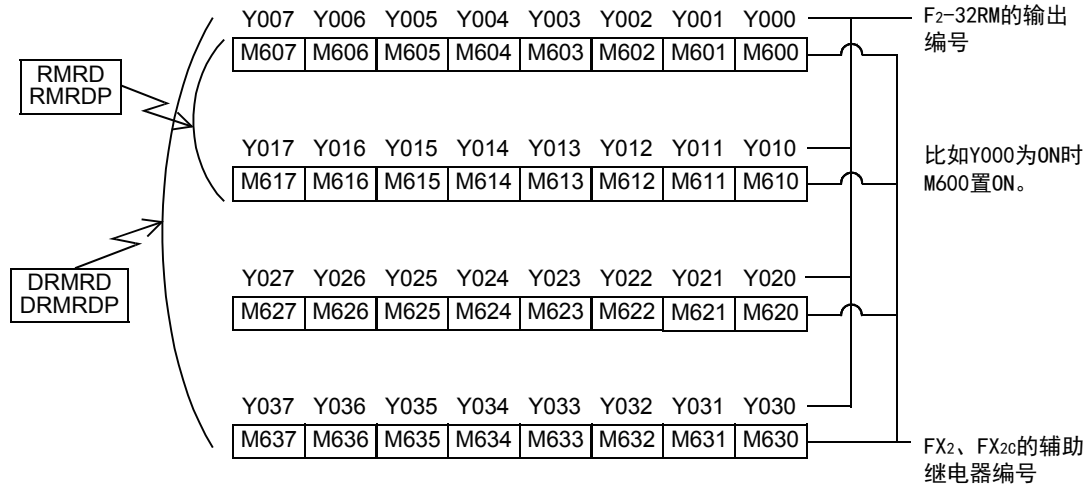 Y007 Y006 Y005 Y004 Y003 Y002 Y001 Y000
F2-32RM的输出
编号
M607 M606 M605 M604 M603 M602 M601 M600
RMRD
RMRDP
Y017 Y016 Y015 Y014 Y013 Y012 Y011 Y010
M617 M616 M615 M614 M613 M612 M611 M610
比如Y000为ON时
M600置ON。
DRMRD
DRMRDP
Y027 Y026 Y025 Y024 Y023 Y022 Y021 Y020
M627 M626 M625 M624 M623 M622 M621 M620
Y037 Y036 Y035 Y034 Y033 Y032 Y031 Y030
M637 M636 M635 M634 M633 M632 M631 M630
FX2、FX2C的辅助
继电器编号